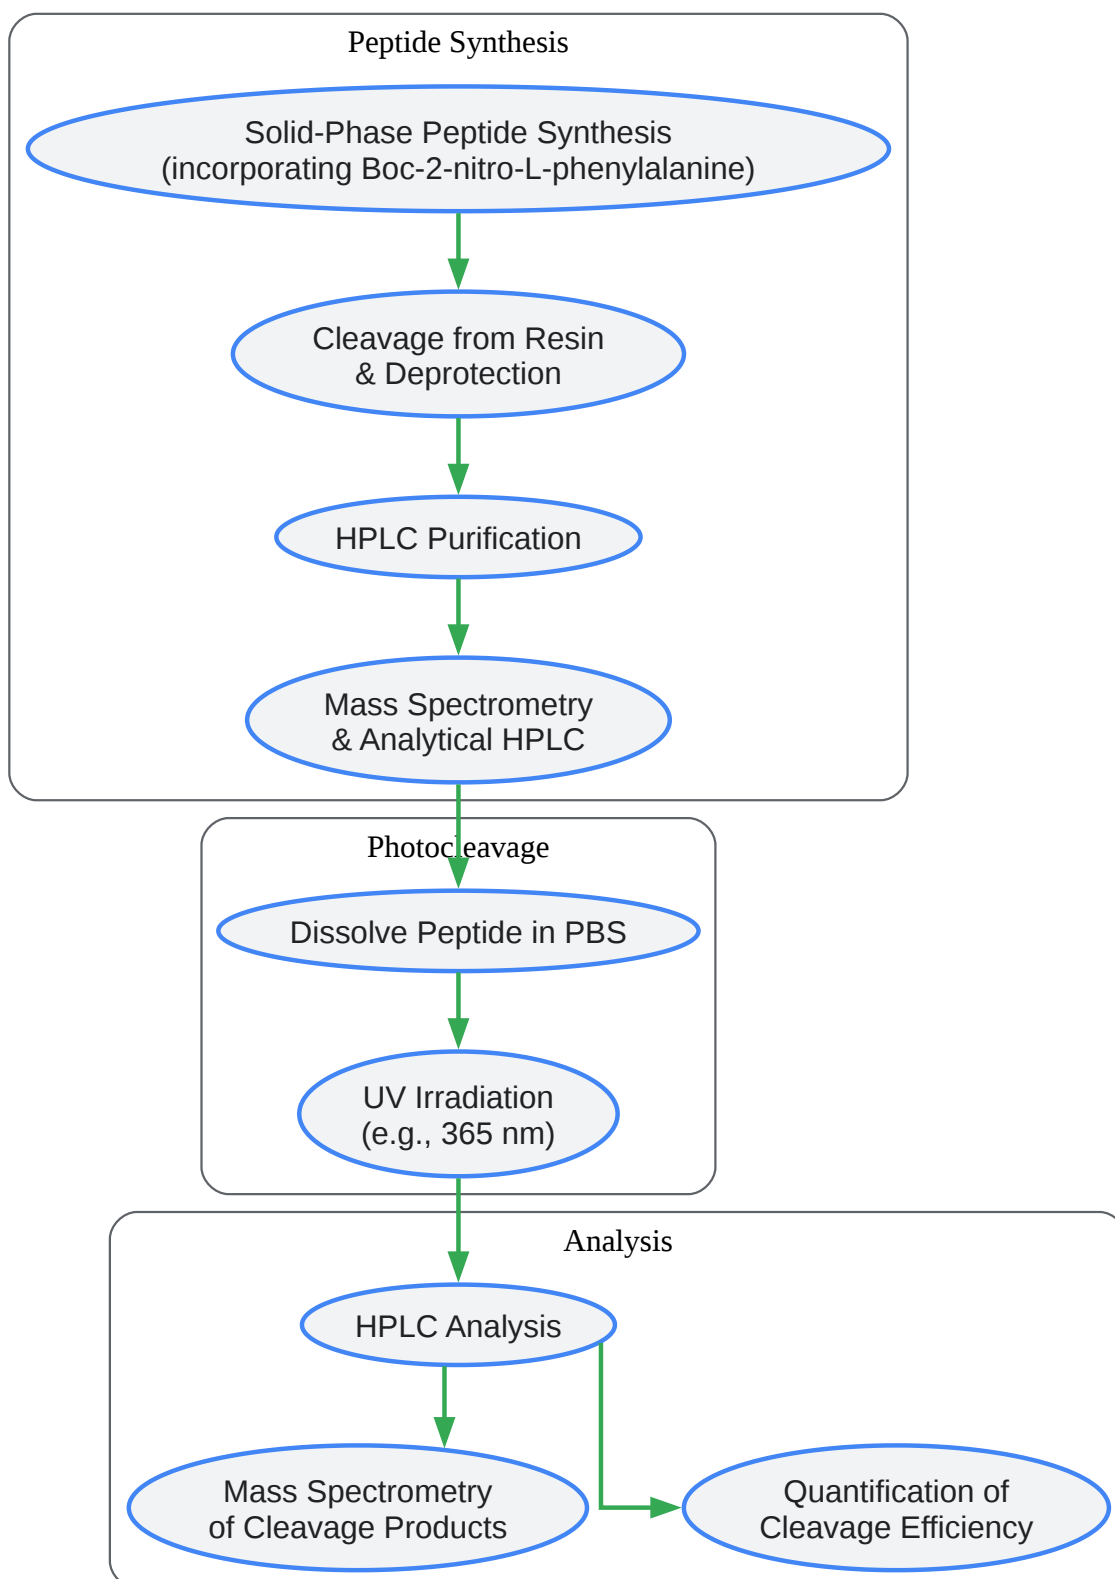 Peptide Synthesis
Solid-Phase Peptide Synthesis
(incorporating Boc-2-nitro-L-phenylalanine)
Cleavage from Resin
& Deprotection
HPLC Purification
Mass Spectrometry
& Analytical HPLC
Photocleavage
Dissolve Peptide in PBS
UV Irradiation
(e.g., 365 nm)
Analysis
HPLC Analysis
Mass Spectrometry
of Cleavage Products
Quantification of
Cleavage Efficiency